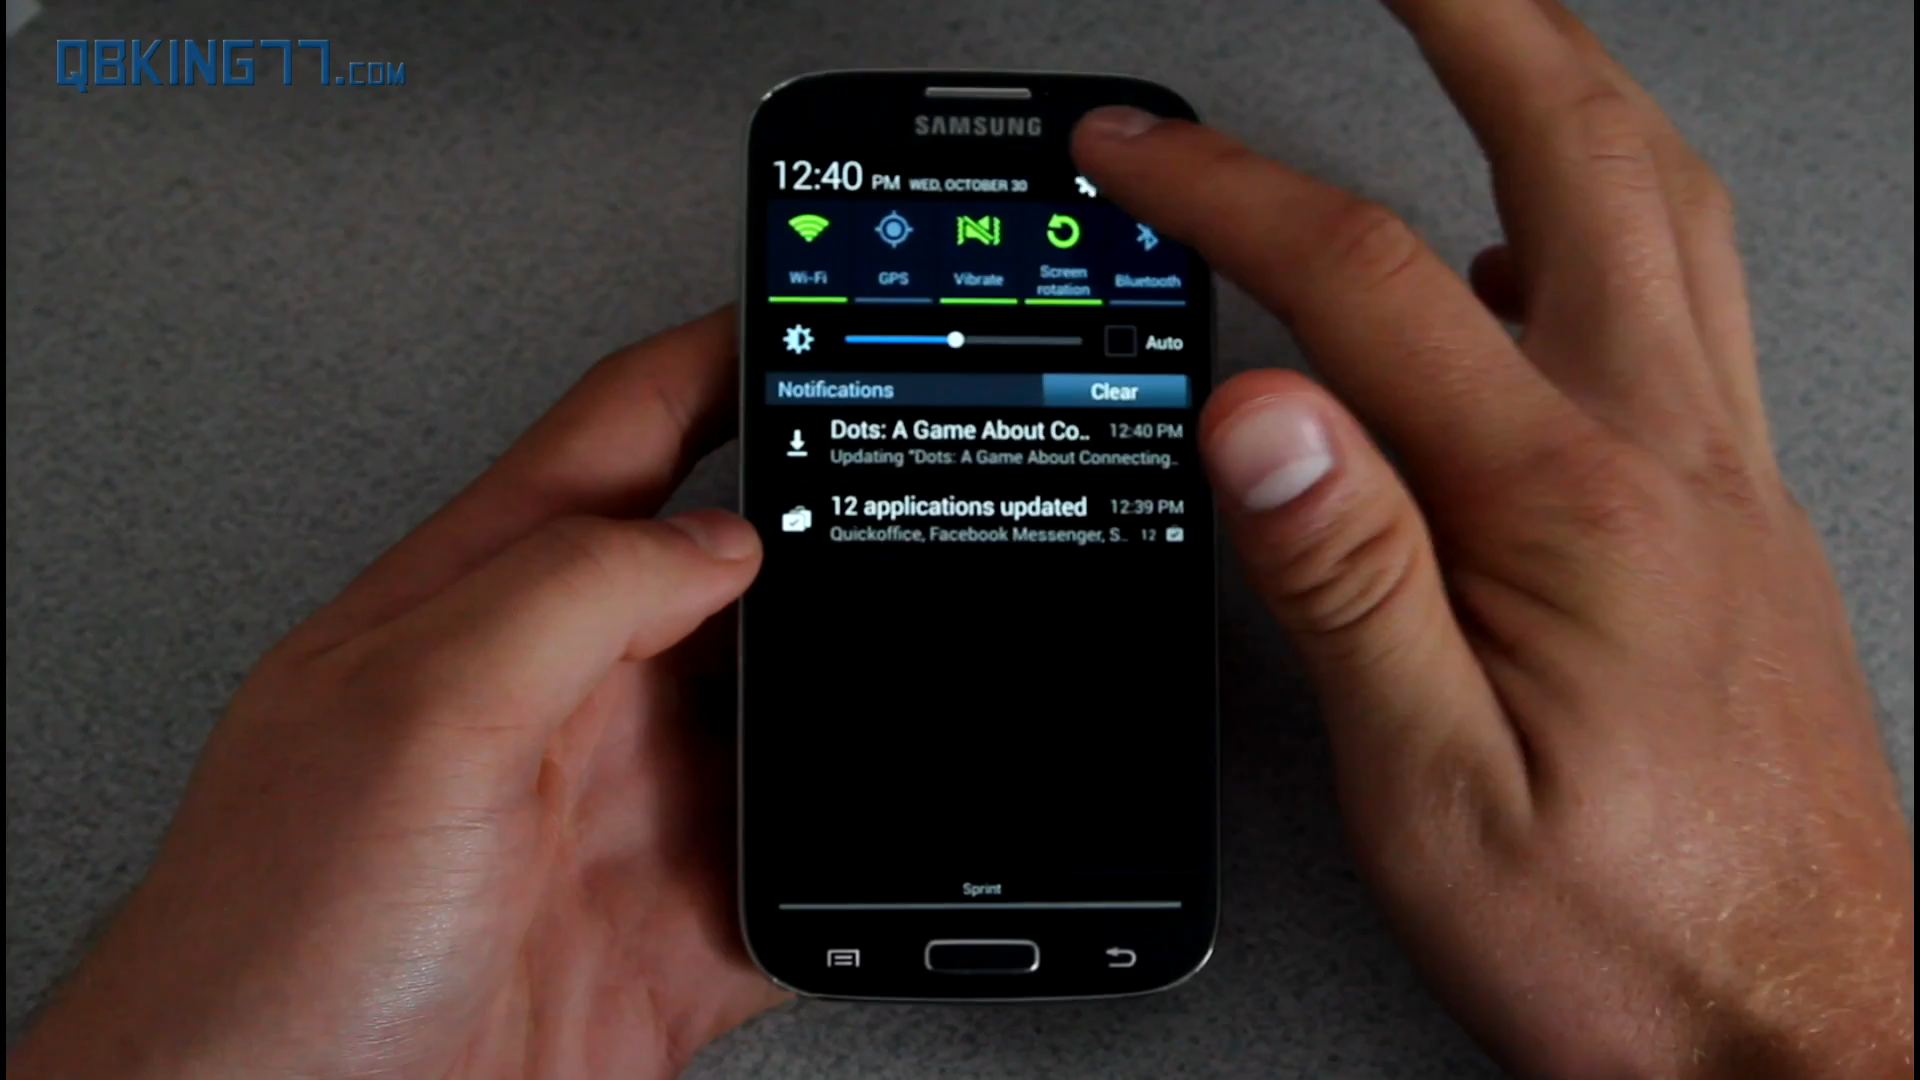 QBKING77.COM
SAMSUNG
12:40 PM WED, OCTOBER 30
Wi-Fi
GPS
Vibrate
Screen rotation
Bluetooth
Auto
Notifications
Clear
Dots: A Game About Co.. 12:40 PM
Updating "Dots: A Game About Connecting..
12 applications updated 12:39 PM
Quickoffice, Facebook Messenger, S.. 12
Sprint